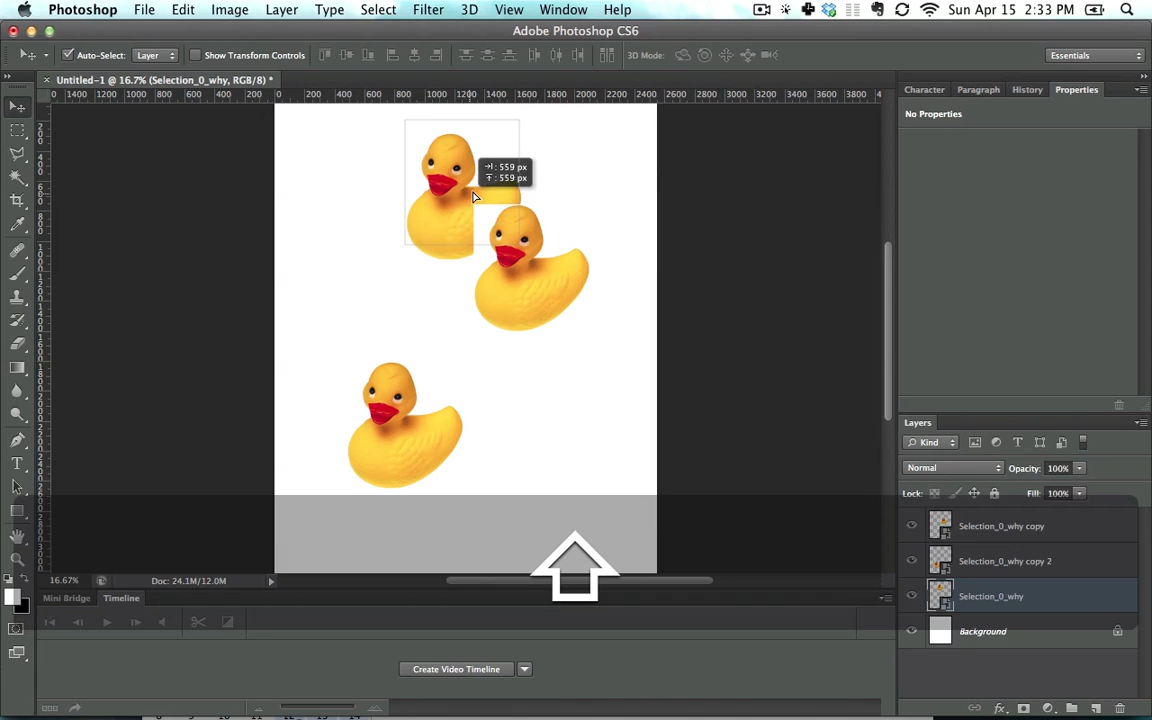 Photoshop File Edit Image Layer Type Select Filter 3D View Window Help Sun Apr 15 2:33 PM
Adobe Photoshop CS6
Auto-Select: Layer Show Transform Controls 3D Mode: Essentials
Untitled-1 @ 16.7% (Selection_0_why, RGB/8) *
Character Paragraph History Properties
1400 1200 1000 800 600 400 200 0 200 400 600 800 1000 1200 1400 1600 1800 2000 2200 2400 2600 2800 3000 3200 3400 3600 3800
No Properties
: 559 px
: 559 px
Layers
Kind
Normal Opacity: 100%
Lock: Fill: 100%
Selection_0_why copy
Selection_0_why copy 2
Selection_0_why
Background
16.67% Doc: 24.1M/12.0M
Mini Bridge Timeline
Create Video Timeline